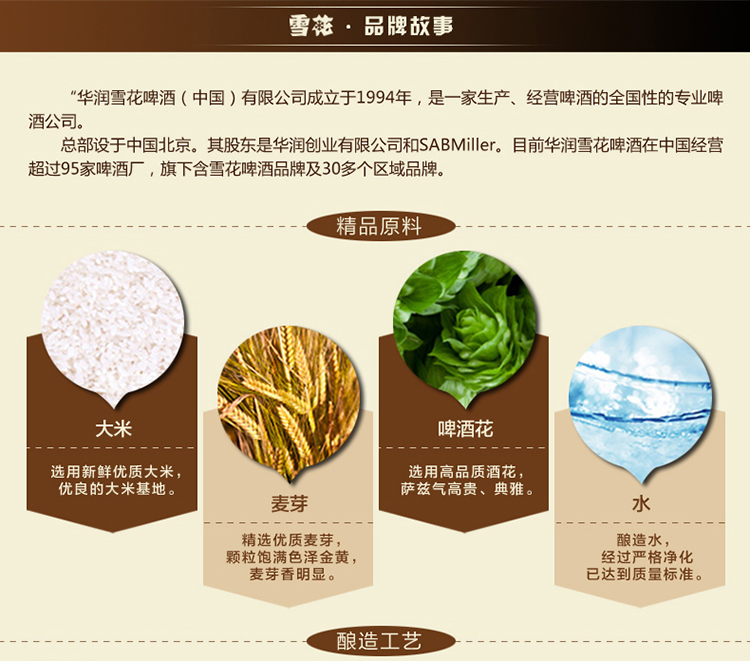 雪花·品牌故事
“华润雪花啤酒（中国）有限公司成立于1994年，是一家生产、经营啤酒的全国性的专业啤
酒公司。
总部设于中国北京。其股东是华润创业有限公司和SABMiller。目前华润雪花啤酒在中国经营
超过95家啤酒厂，旗下含雪花啤酒品牌及30多个区域品牌。
精品原料
大米
选用新鲜优质大米，
优良的大米基地。
麦芽
精选优质麦芽，
颗粒饱满色泽金黄，
麦芽香明显。
啤酒花
选用高品质酒花，
萨兹气高贵、典雅。
水
酿造水，
经过严格净化
已达到质量标准。
酿造工艺